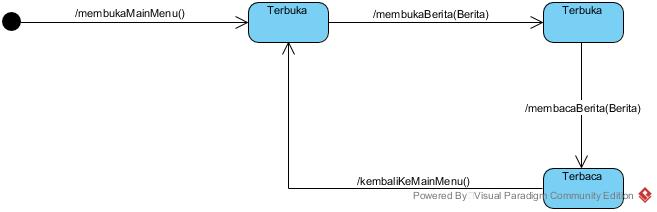 /membukaMainMenu()
Terbuka
/membukaBerita(Berita)
Terbuka
/membacaBerita(Berita)
Terbaca
/kembaliKeMainMenu()
Powered By Visual Paradigm Community Edition